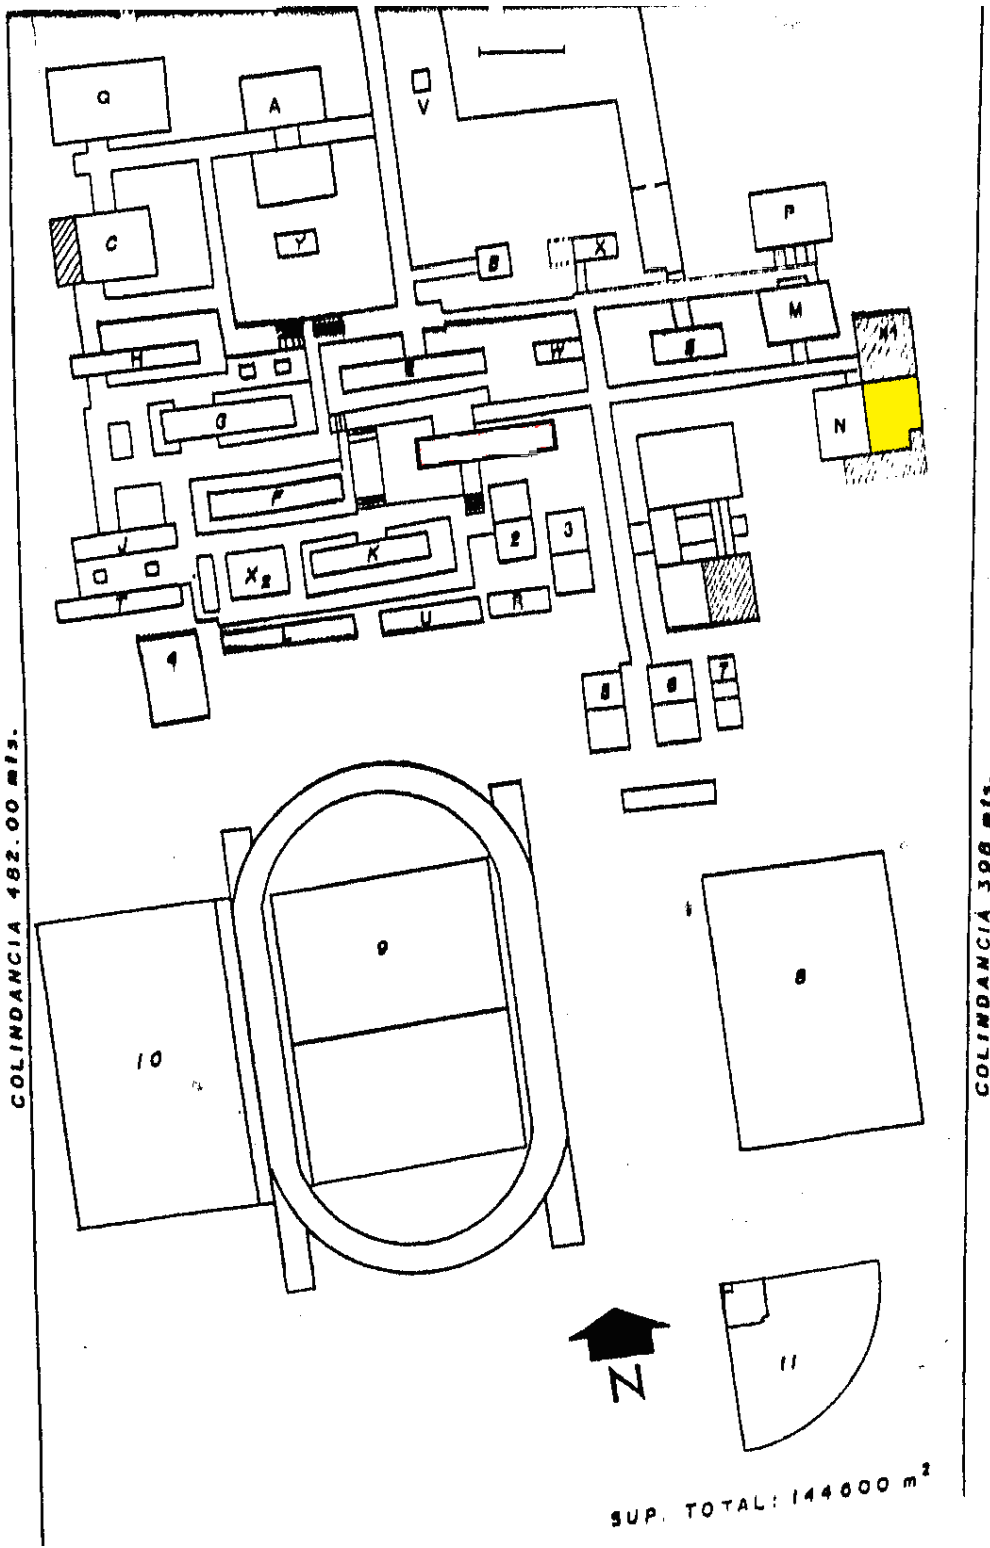 Q
A
V
P
C
Y
B
X
M
N1
H
W
G
N
F
3
2
J
K
X2
T
R
U
L
4
5
6
7
COLINDANCIA 482.00 mts.
COLINDANCIA 398 mts.
9
8
10
N
11
SUP. TOTAL: 144000 m²